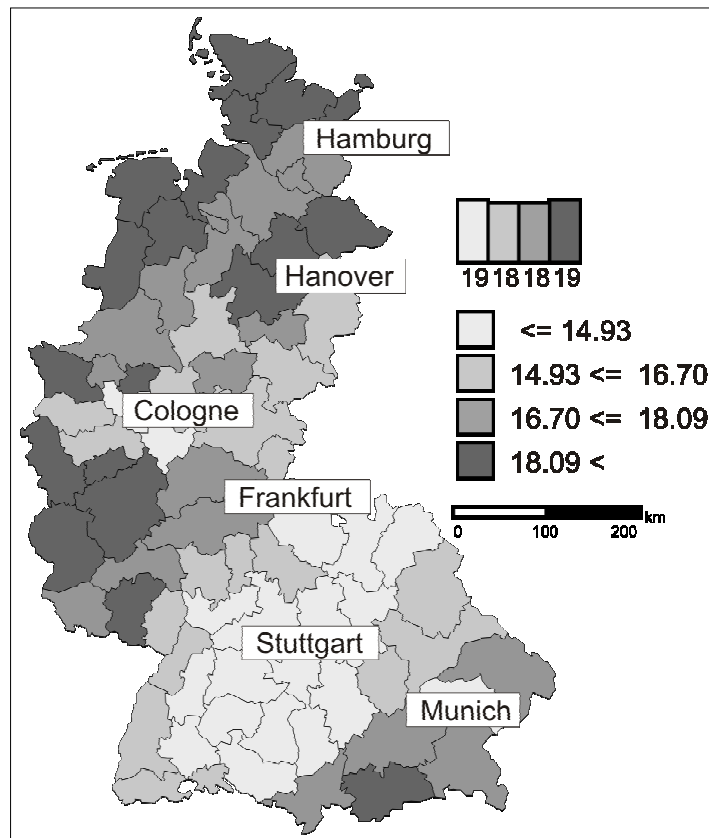 Hamburg
Hanover
19 18 18 19
<= 14.93
14.93 <= 16.70
16.70 <= 18.09
18.09 <
Cologne
Frankfurt
km
0 100 200
Stuttgart
Munich